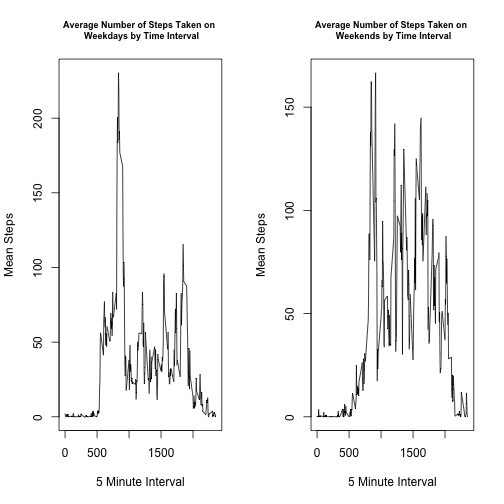 Average Number of Steps Taken on
Weekdays by Time Interval
Mean Steps
200
150
100
50
0
0 500 1500
5 Minute Interval
Average Number of Steps Taken on
Weekends by Time Interval
Mean Steps
150
100
50
0
0 500 1500
5 Minute Interval